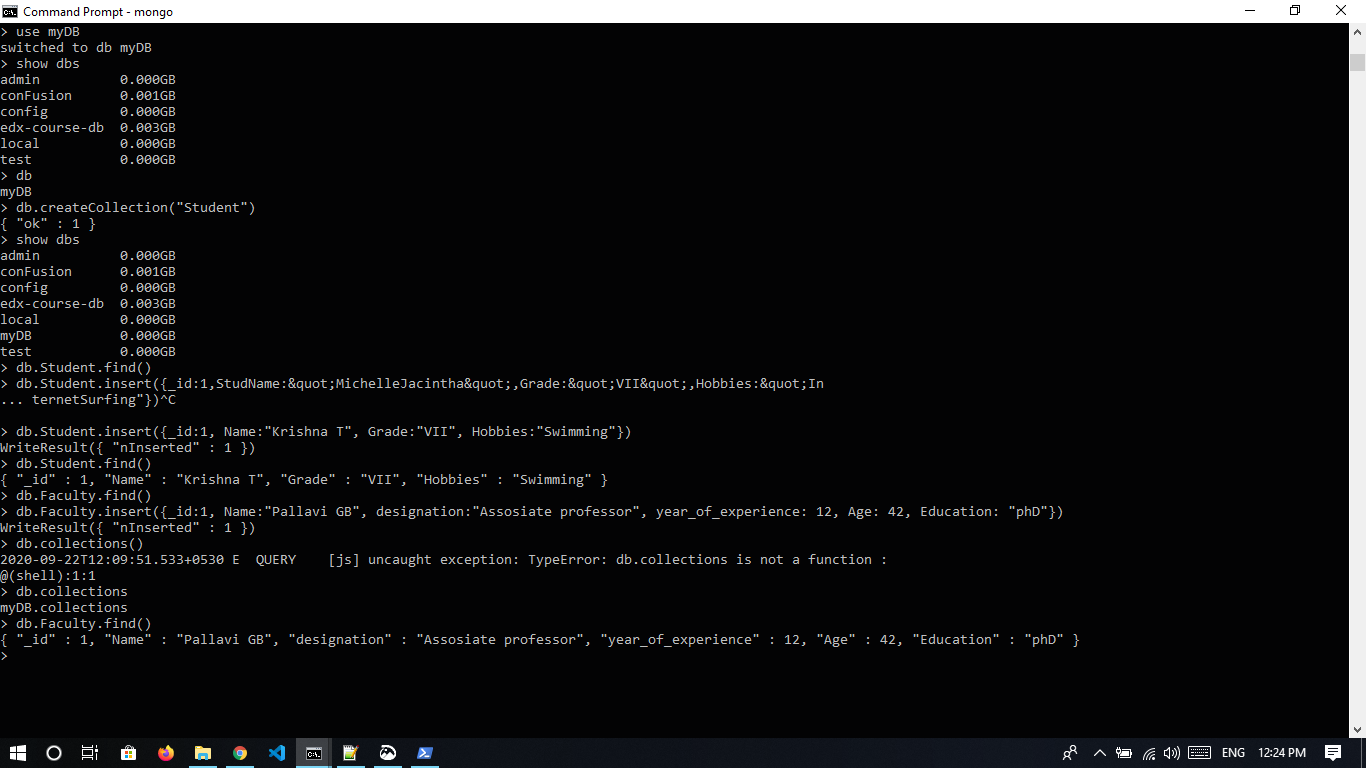 Command Prompt - mongo
> use myDB
switched to db myDB
> show dbs
admin          0.000GB
conFusion      0.001GB
config         0.000GB
edx-course-db  0.003GB
local          0.000GB
test           0.000GB
> db
myDB
> db.createCollection("Student")
{ "ok" : 1 }
> show dbs
admin          0.000GB
conFusion      0.001GB
config         0.000GB
edx-course-db  0.003GB
local          0.000GB
myDB           0.000GB
test           0.000GB
> db.Student.find()
> db.Student.insert({_id:1,StudName:&quot;MichelleJacintha&quot;,Grade:&quot;VII&quot;,Hobbies:&quot;In
... ternetSurfing"})^C
> db.Student.insert({_id:1, Name:"Krishna T", Grade:"VII", Hobbies:"Swimming"})
WriteResult({ "nInserted" : 1 })
> db.Student.find()
{ "_id" : 1, "Name" : "Krishna T", "Grade" : "VII", "Hobbies" : "Swimming" }
> db.Faculty.find()
> db.Faculty.insert({_id:1, Name:"Pallavi GB", designation:"Assosiate professor", year_of_experience: 12, Age: 42, Education: "phD"})
WriteResult({ "nInserted" : 1 })
> db.collections()
2020-09-22T12:09:51.533+0530 E  QUERY    [js] uncaught exception: TypeError: db.collections is not a function :
@(shell):1:1
> db.collections
myDB.collections
> db.Faculty.find()
{ "_id" : 1, "Name" : "Pallavi GB", "designation" : "Assosiate professor", "year_of_experience" : 12, "Age" : 42, "Education" : "phD" }
>
ENG 12:24 PM